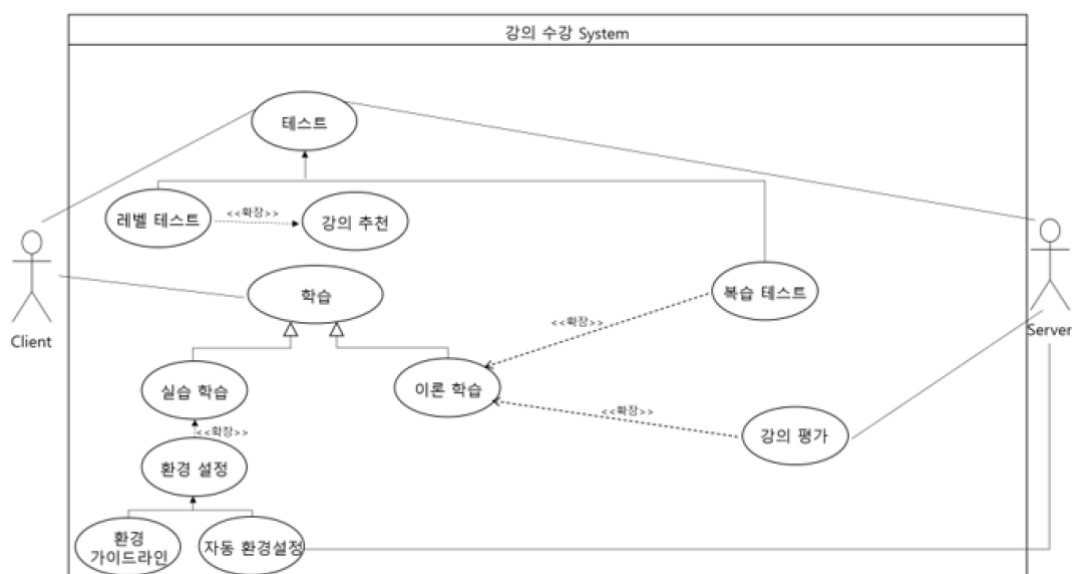 강의 수강 System
테스트
레벨 테스트
<<확장>>
강의 추천
Client
학습
복습 테스트
Server
<<확장>>
실습 학습
이론 학습
<<확장>>
<<확장>>
강의 평가
환경 설정
환경
가이드라인
자동 환경설정